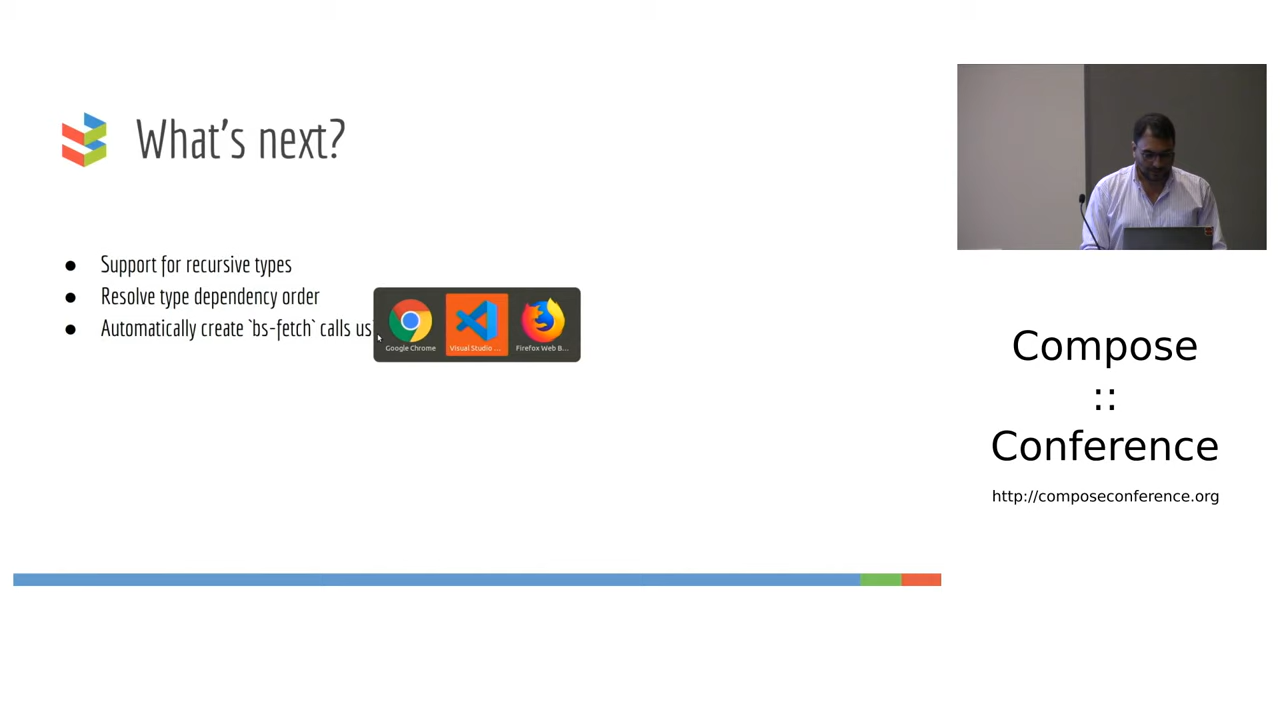 What's next?
● Support for recursive types
● Resolve type dependency order
● Automatically create `bs-fetch` calls us
Google Chrome
Visual Studio ...
Firefox Web B...
Compose
::
Conference
http://composeconference.org